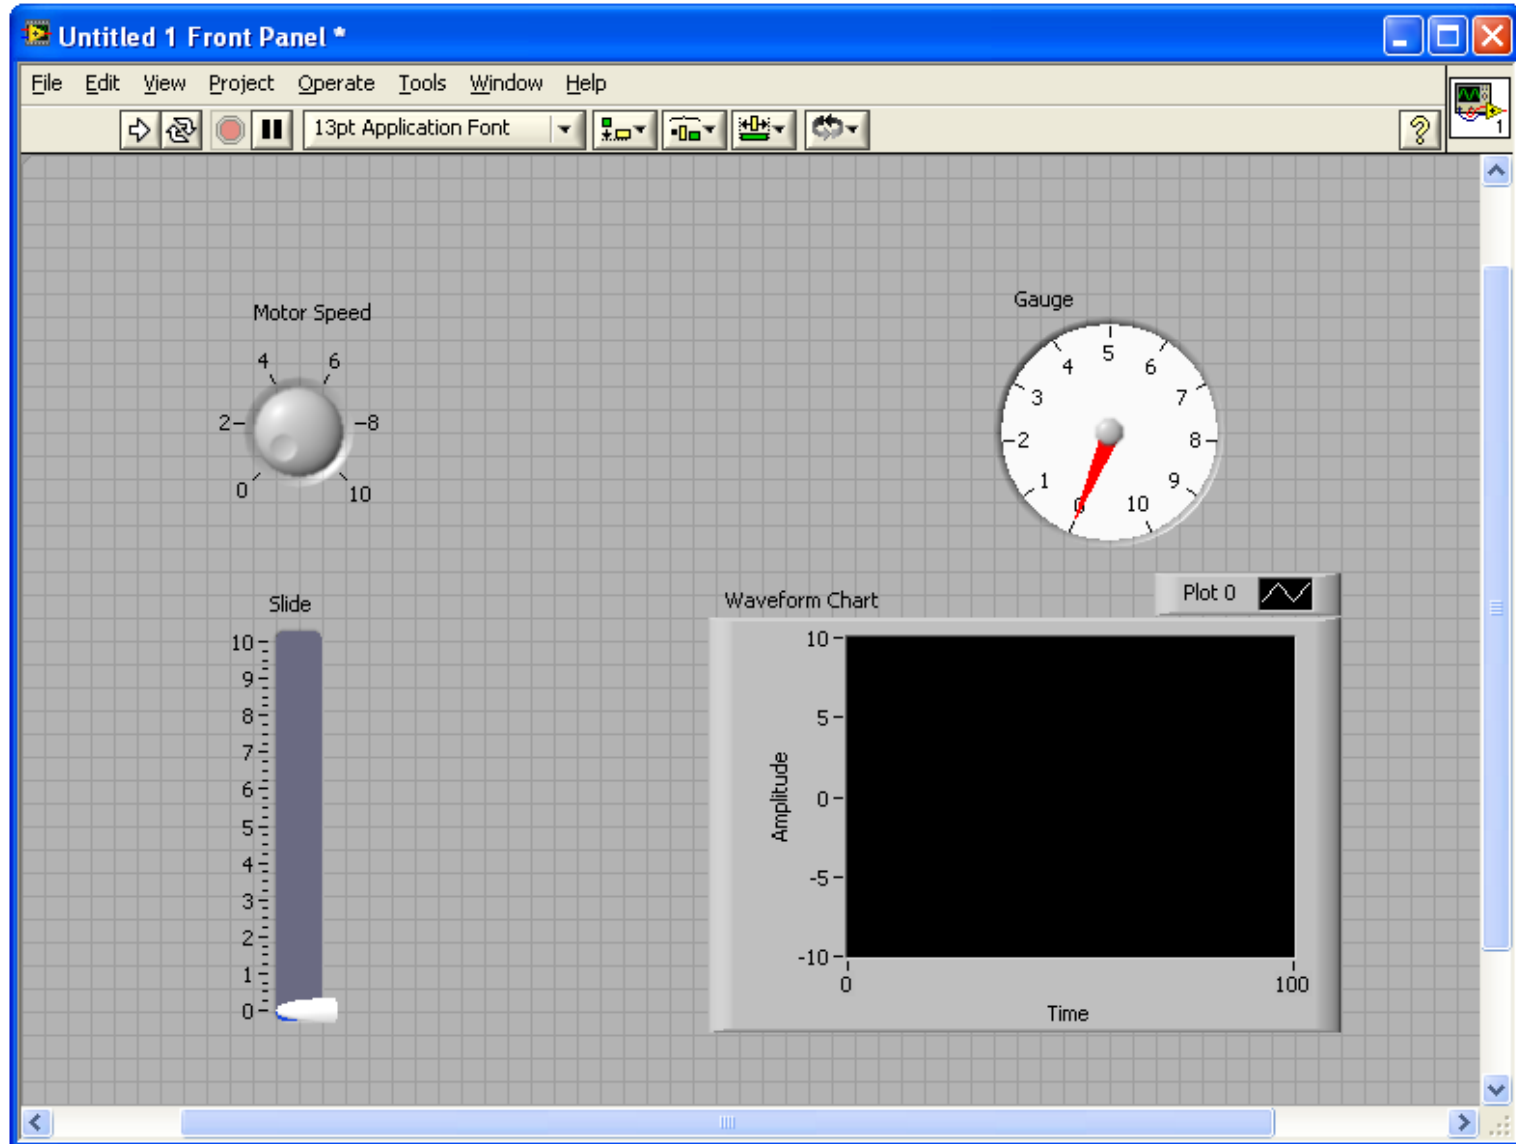 Untitled 1 Front Panel *
File Edit View Project Operate Tools Window Help
13pt Application Font
?
1
Motor Speed
4 6
2 8
0 10
Gauge
5
4 6
3 7
2 8
1 9
0 10
Slide
10
9
8
7
6
5
4
3
2
1
0
Waveform Chart
Plot 0
10
5
0
-5
-10
Amplitude
0 100
Time